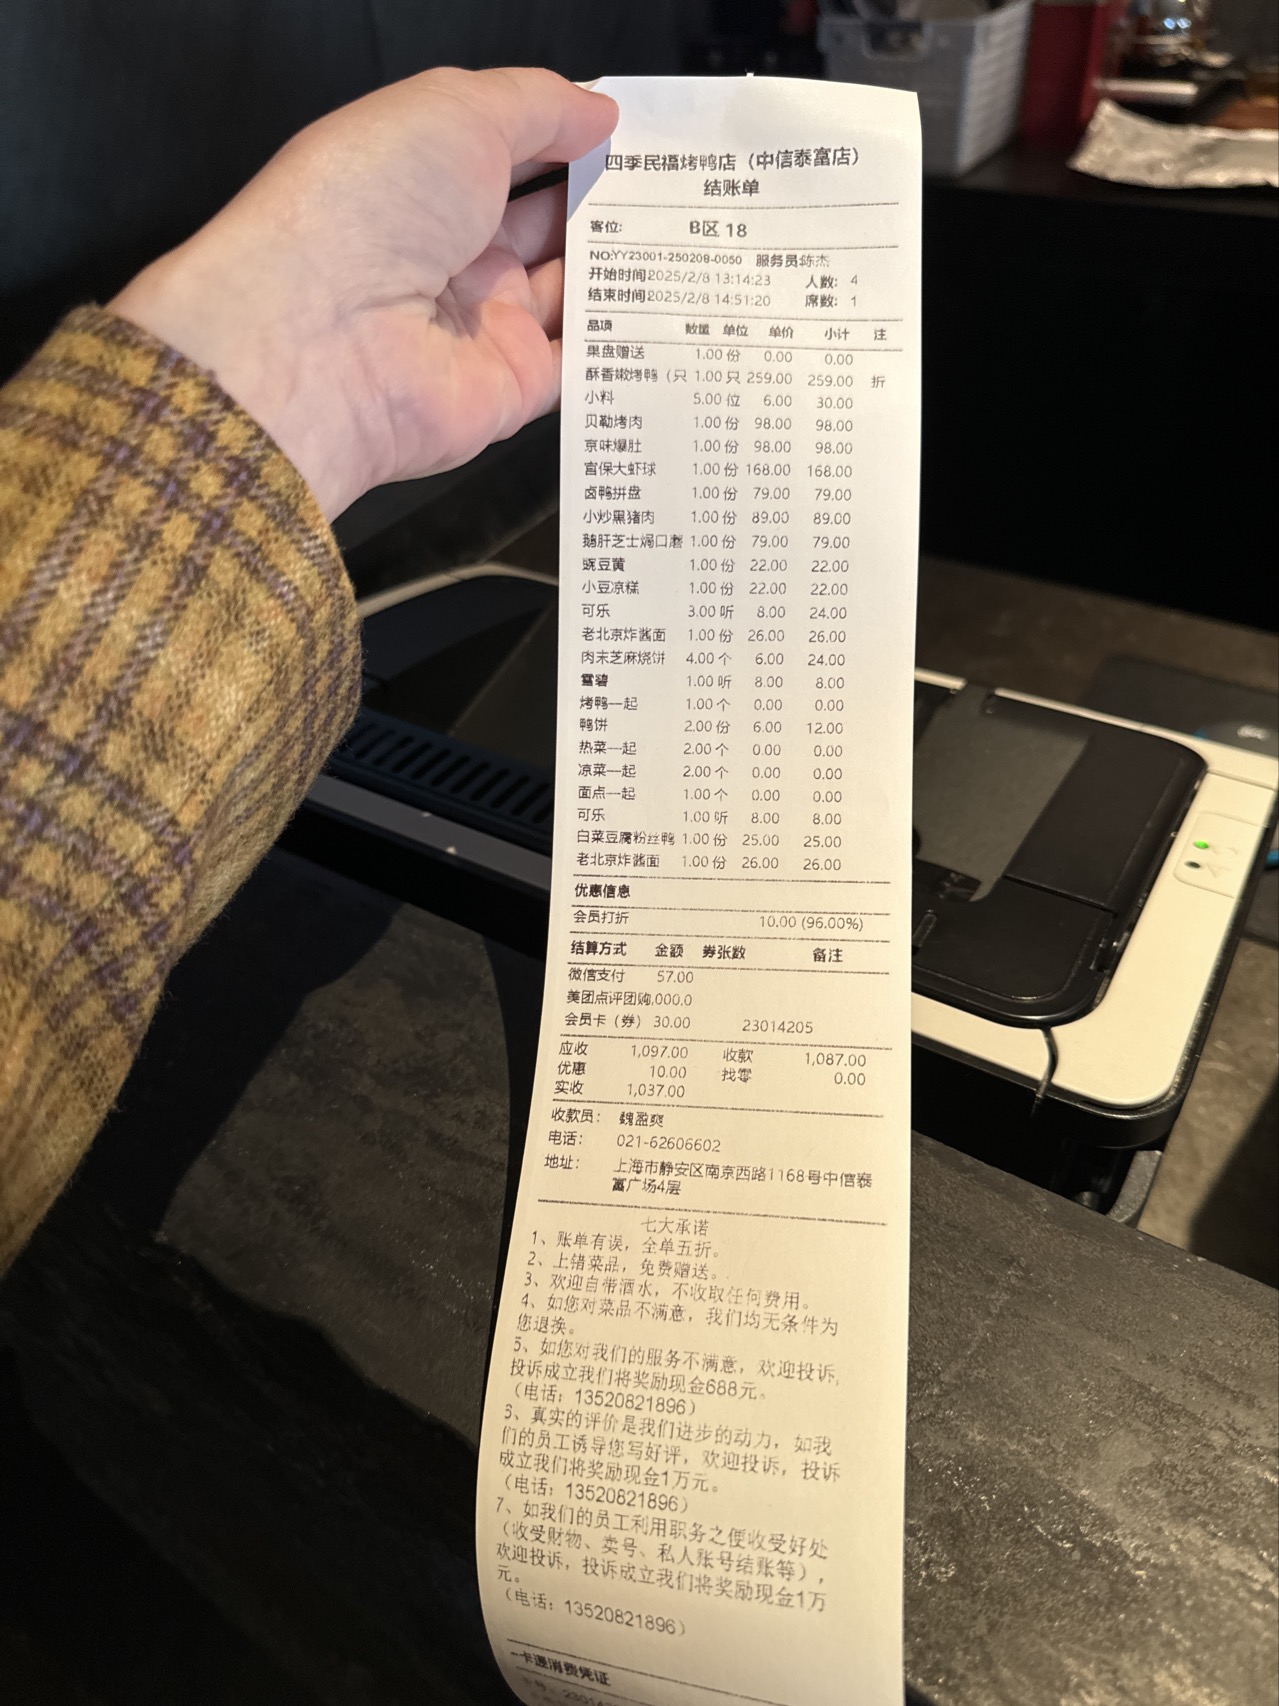 四季民福烤鸭店（中信泰富店）
结账单
客位: B区 18
NO:YY23001-250208-0050 服务员:陈杰
开始时间2025/2/8 13:14:23 人数: 4
结束时间2025/2/8 14:51:20 席数: 1
品项 数量 单位 单价 小计 注
果盘赠送 1.00 份 0.00 0.00
酥香嫩烤鸭（只 1.00 只 259.00 259.00 折
小料 5.00 位 6.00 30.00
贝勒烤肉 1.00 份 98.00 98.00
京味爆肚 1.00 份 98.00 98.00
宫保大虾球 1.00 份 168.00 168.00
卤鸭拼盘 1.00 份 79.00 79.00
小炒黑猪肉 1.00 份 89.00 89.00
鹅肝芝士焗口蘑 1.00 份 79.00 79.00
豌豆黄 1.00 份 22.00 22.00
小豆凉糕 1.00 份 22.00 22.00
可乐 3.00 听 8.00 24.00
老北京炸酱面 1.00 份 26.00 26.00
肉末芝麻烧饼 4.00 个 6.00 24.00
雪碧 1.00 听 8.00 8.00
烤鸭一起 1.00 个 0.00 0.00
鸭饼 2.00 份 6.00 12.00
热菜一起 2.00 个 0.00 0.00
凉菜一起 2.00 个 0.00 0.00
面点一起 1.00 个 0.00 0.00
可乐 1.00 听 8.00 8.00
白菜豆腐粉丝鸭 1.00 份 25.00 25.00
老北京炸酱面 1.00 份 26.00 26.00
优惠信息
会员打折 10.00 (96.00%)
结算方式 金额 券张数 备注
微信支付 57.00
美团点评团购,000.0
会员卡（券） 30.00 23014205
应收 1,097.00 收款 1,087.00
优惠 10.00 找零 0.00
实收 1,037.00
收款员: 魏盈爽
电话: 021-62606602
地址: 上海市静安区南京西路1168号中信泰
富广场4层
七大承诺
1、账单有误，全单五折。
2、上错菜品，免费赠送。
3、欢迎自带酒水，不收取任何费用。
4、如您对菜品不满意，我们均无条件为
您退换。
5、如您对我们的服务不满意，欢迎投诉,
投诉成立我们将奖励现金688元。
（电话：13520821896）
6、真实的评价是我们进步的动力，如我
们的员工诱导您写好评，欢迎投诉，投诉
成立我们将奖励现金1万元。
（电话：13520821896）
7、如我们的员工利用职务之便收受好处
（收受财物、卖号、私人账号结账等），
欢迎投诉，投诉成立我们将奖励现金1万
元。
（电话：13520821896）
一卡通消费凭证